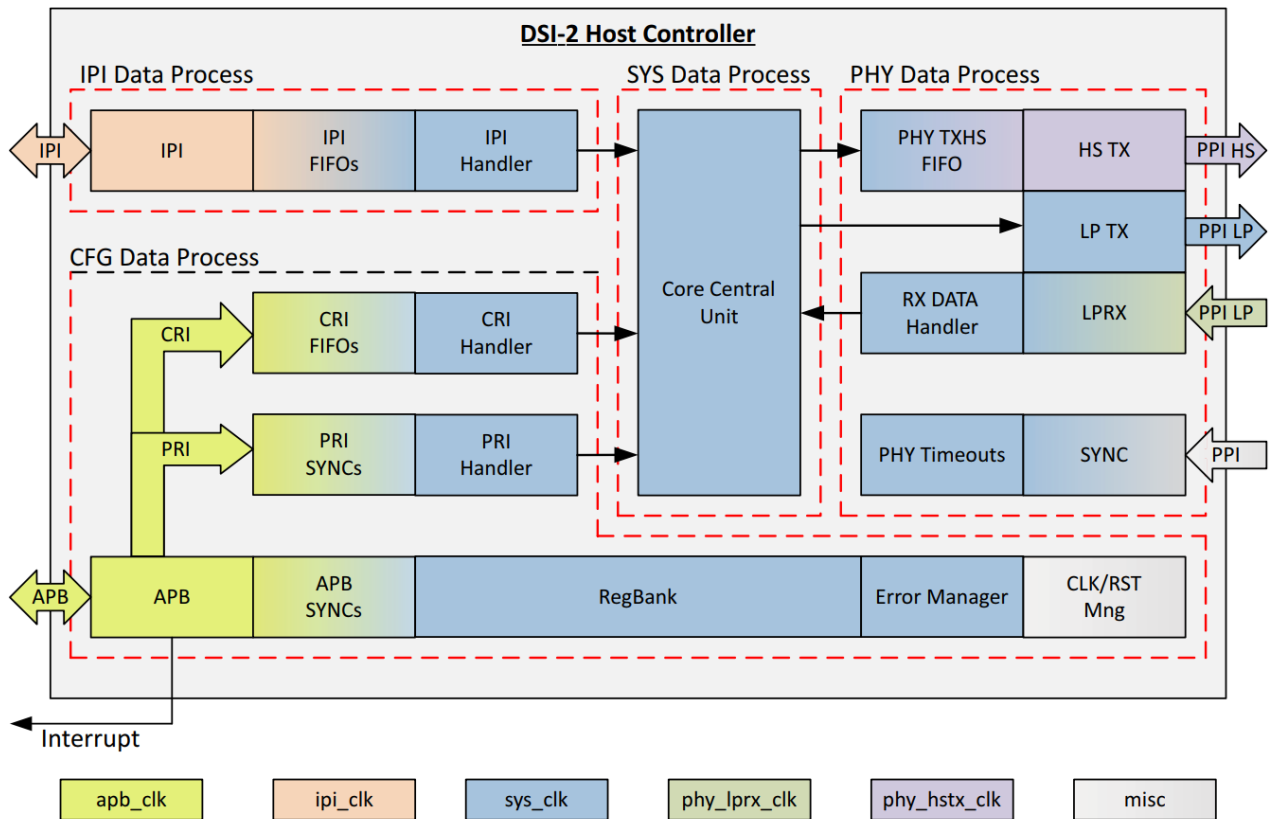 DSI-2 Host Controller
IPI Data Process
SYS Data Process
PHY Data Process
IPI
IPI
IPI
FIFOs
IPI
Handler
PHY TXHS
FIFO
HS TX
PPI HS
LP TX
PPI LP
CFG Data Process
Core Central
Unit
CRI
CRI
FIFOs
CRI
Handler
RX DATA
Handler
LPRX
PPI LP
PRI
PRI
SYNCs
PRI
Handler
PHY Timeouts
SYNC
PPI
APB
APB
APB
SYNCs
RegBank
Error Manager
CLK/RST
Mng
Interrupt
apb_clk
ipi_clk
sys_clk
phy_lprx_clk
phy_hstx_clk
misc